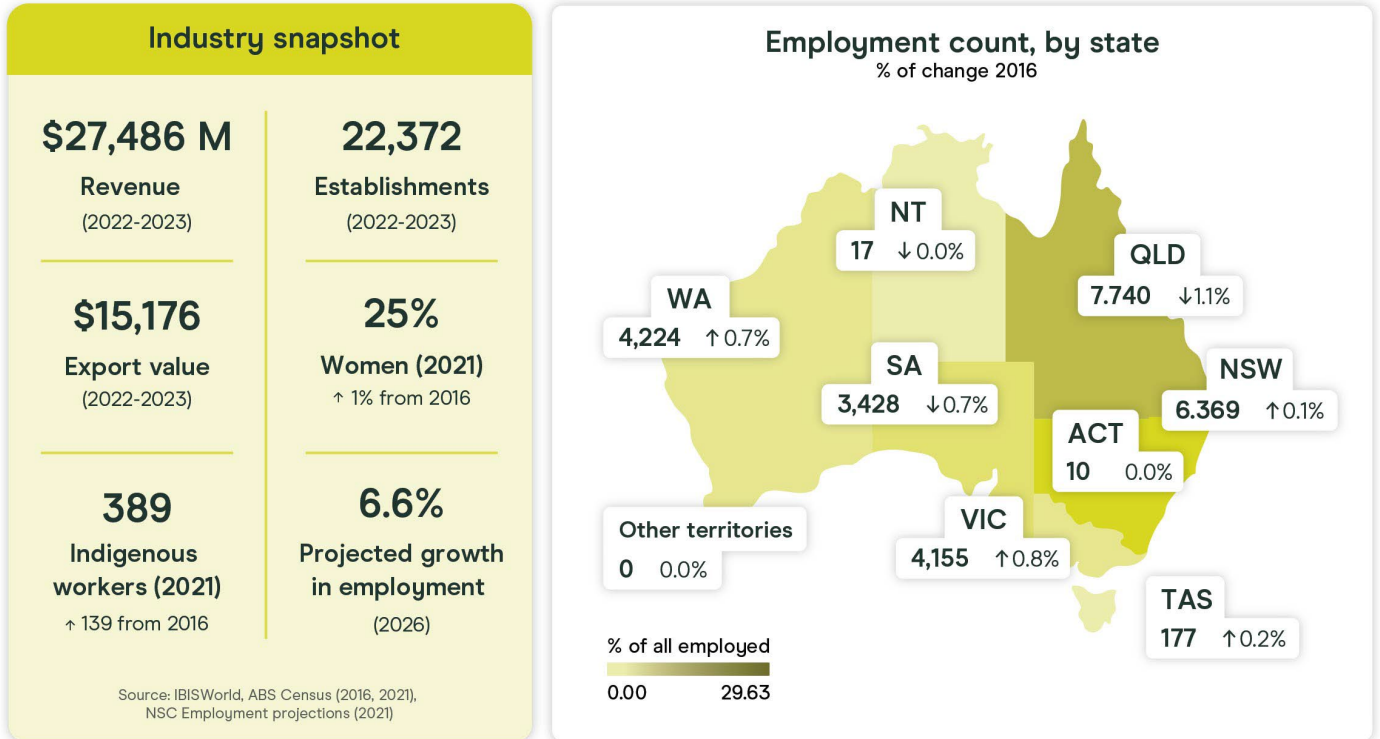 Industry snapshot
$27,486 M
Revenue
(2022-2023)
22,372
Establishments
(2022-2023)
$15,176
Export value
(2022-2023)
25%
Women (2021)
↑ 1% from 2016
389
Indigenous
workers (2021)
↑ 139 from 2016
6.6%
Projected growth
in employment
(2026)
Source: IBISWorld, ABS Census (2016, 2021),
NSC Employment projections (2021)
Employment count, by state
% of change 2016
NT
17 ↓ 0.0%
QLD
7.740 ↓1.1%
WA
4,224 ↑ 0.7%
SA
3,428 ↓0.7%
NSW
6.369 ↑0.1%
ACT
10 0.0%
VIC
4,155 ↑0.8%
Other territories
0 0.0%
TAS
177 ↑0.2%
% of all employed
0.00 29.63